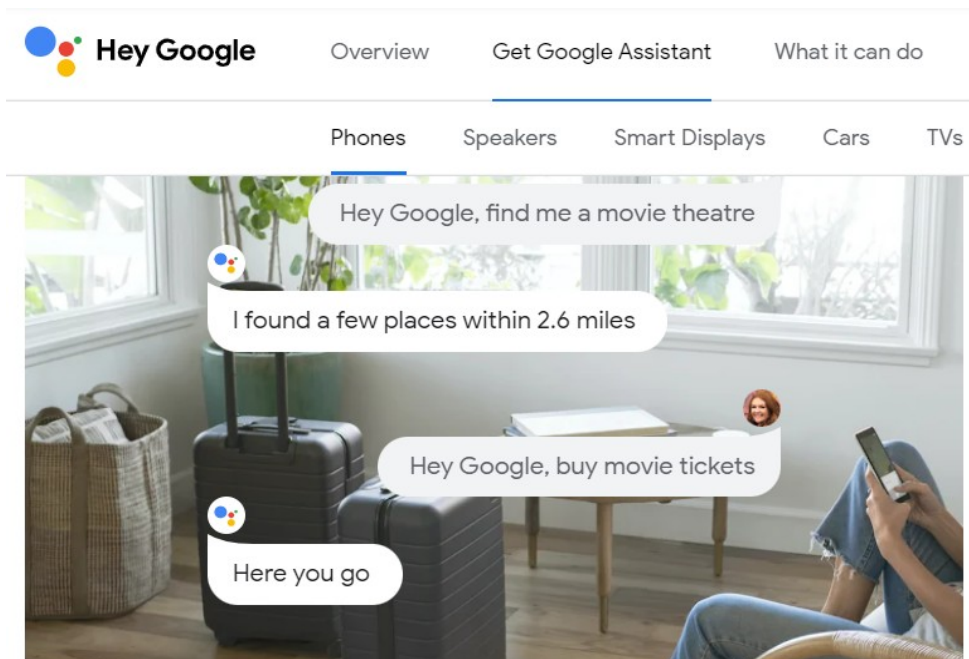 Hey Google
Overview
Get Google Assistant
What it can do
Phones
Speakers
Smart Displays
Cars
TVs
Hey Google, find me a movie theatre
I found a few places within 2.6 miles
Hey Google, buy movie tickets
Here you go